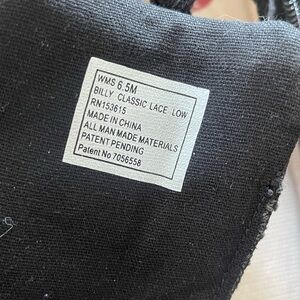 WMS 6.5M
BILLY CLASSIC LACE LOW
RN153615
MADE IN CHINA
ALL MAN MADE MATERIALS
PATENT PENDING
Patent No 7056558